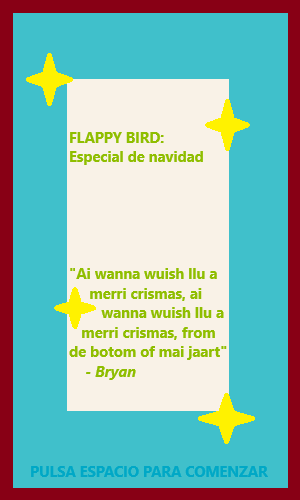 FLAPPY BIRD:
Especial de navidad
"Ai wanna wuish llu a
merri crismas, ai
wanna wuish llu a
merri crismas, from
de botom of mai jaart"
- Bryan
PULSA ESPACIO PARA COMENZAR